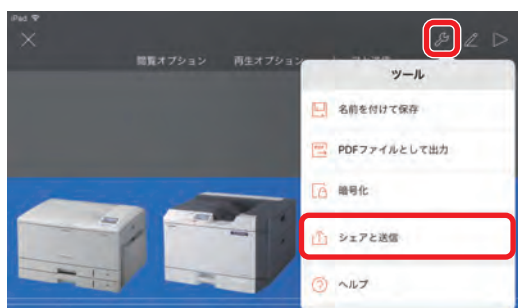 iPad
閲覧オプション 再生オプション
ツール
名前を付けて保存
PDFファイルとして出力
暗号化
シェアと送信
ヘルプ